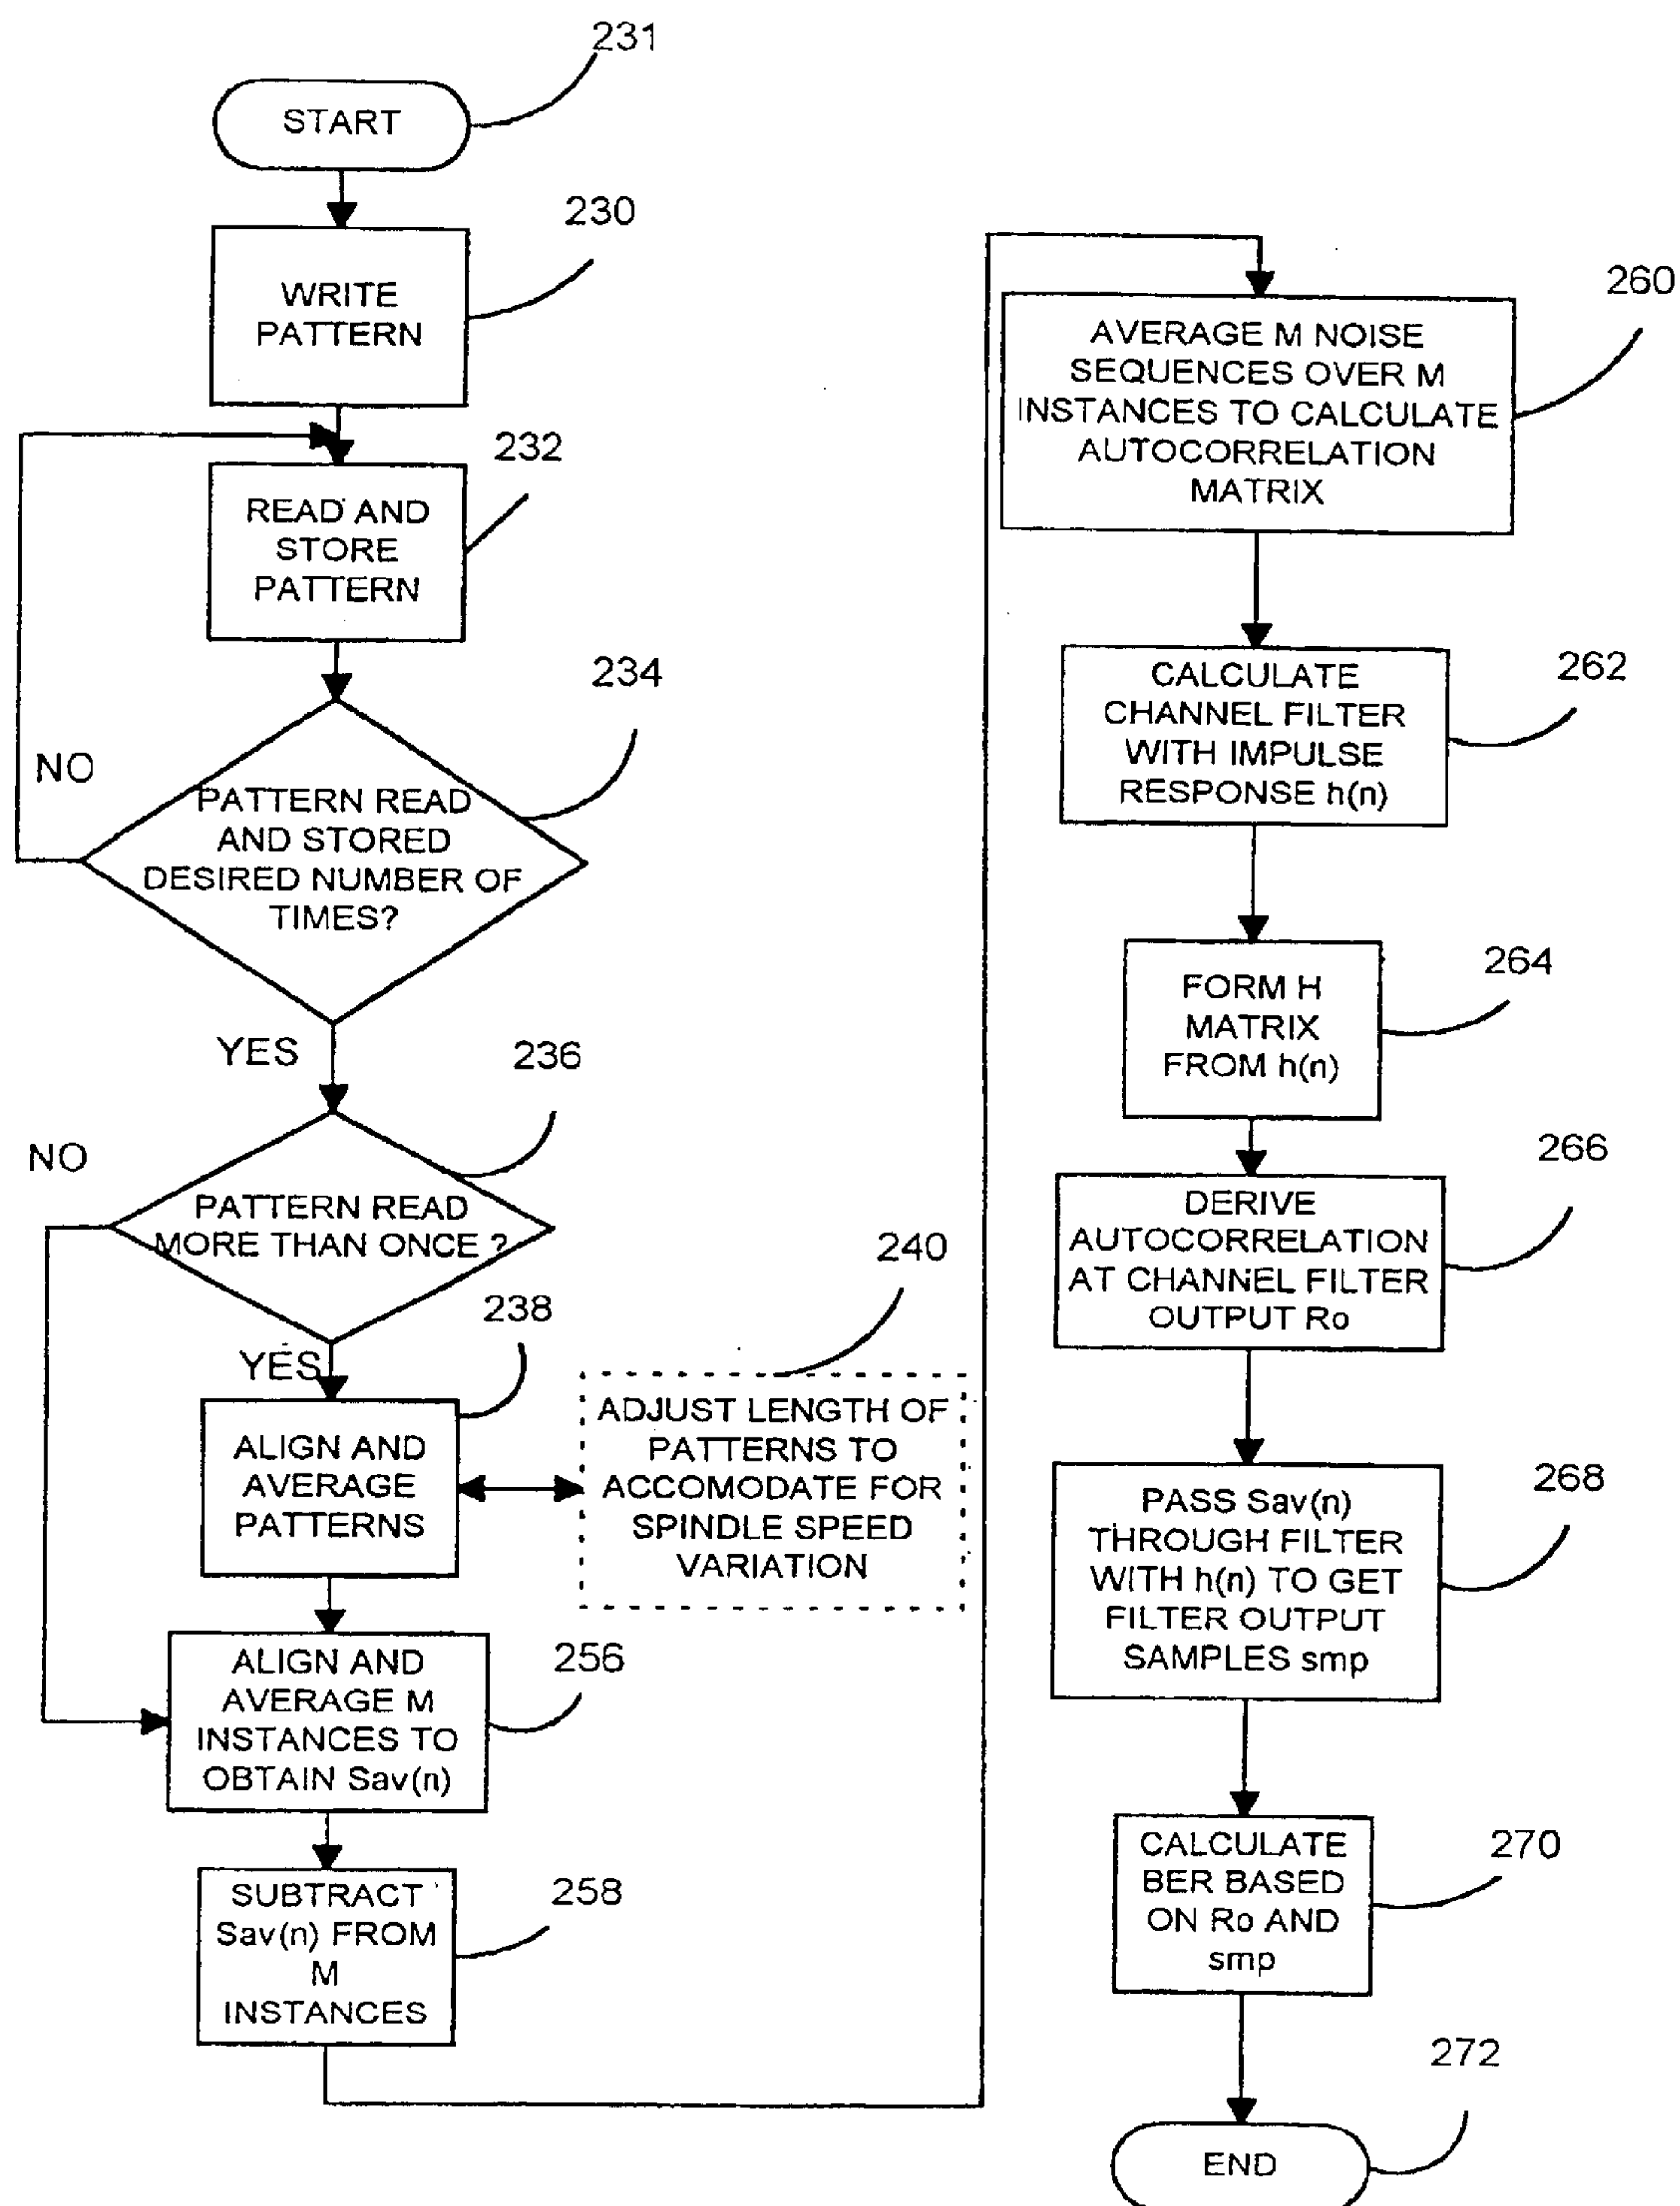 231
START
230
WRITE
PATTERN
232
READ AND
STORE
PATTERN
234
NO
PATTERN READ
AND STORED
DESIRED NUMBER OF
TIMES?
YES
236
NO
PATTERN READ
MORE THAN ONCE ?
238
YES
ALIGN AND
AVERAGE
PATTERNS
240
ADJUST LENGTH OF
PATTERNS TO
ACCOMODATE FOR
SPINDLE SPEED
VARIATION
256
ALIGN AND
AVERAGE M
INSTANCES TO
OBTAIN Sav(n)
258
SUBTRACT
Sav(n) FROM
M
INSTANCES
260
AVERAGE M NOISE
SEQUENCES OVER M
INSTANCES TO CALCULATE
AUTOCORRELATION
MATRIX
262
CALCULATE
CHANNEL FILTER
WITH IMPULSE
RESPONSE h(n)
264
FORM H
MATRIX
FROM h(n)
266
DERIVE
AUTOCORRELATION
AT CHANNEL FILTER
OUTPUT Ro
268
PASS Sav(n)
THROUGH FILTER
WITH h(n) TO GET
FILTER OUTPUT
SAMPLES smp
270
CALCULATE
BER BASED
ON Ro AND
smp
272
END